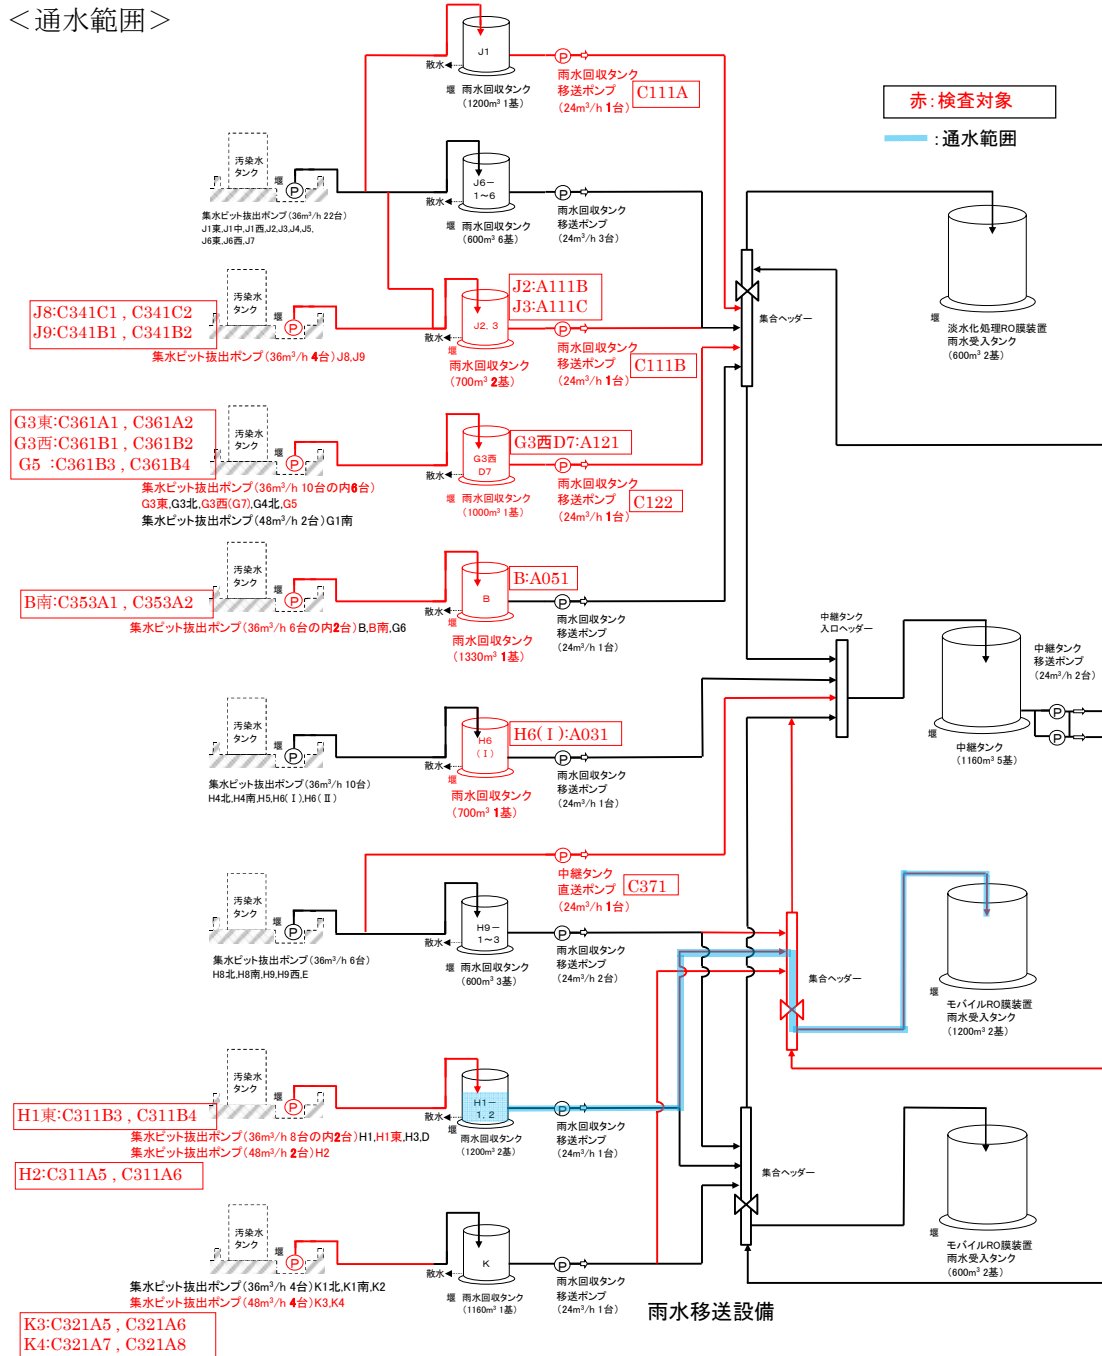 ＜通水範囲＞
赤：検査対象
：通水範囲
J1
散水
堰 雨水回収タンク
(1200m³ 1基)
P
雨水回収タンク
移送ポンプ
(24m³/h 1台)
C111A
汚染水
タンク
堰
P
集水ピット抜出ポンプ(36m³/h 22台)
J1東,J1中,J1西,J2,J3,J4,J5,
J6東,J6西,J7
J6－
1～6
散水
堰 雨水回収タンク
(600m³ 6基)
P
雨水回収タンク
移送ポンプ
(24m³/h 3台)
集合ヘッダー
堰
淡水化処理RO膜装置
雨水受入タンク
(600m³ 2基)
J8:C341C1 , C341C2
J9:C341B1 , C341B2
汚染水
タンク
堰
P
集水ピット抜出ポンプ(36m³/h 4台)J8,J9
J2, 3
散水
堰
雨水回収タンク
(700m³ 2基)
J2:A111B
J3:A111C
P
雨水回収タンク
移送ポンプ
(24m³/h 1台)
C111B
G3東:C361A1 , C361A2
G3西:C361B1 , C361B2
G5 :C361B3 , C361B4
汚染水
タンク
堰
P
集水ピット抜出ポンプ(36m³/h 10台の内6台)
G3東,G3北,G3西(G7),G4北,G5
集水ピット抜出ポンプ(48m³/h 2台)G1南
G3西
D7
散水
堰 雨水回収タンク
(1000m³ 1基)
G3西D7:A121
P
雨水回収タンク
移送ポンプ
(24m³/h 1台)
C122
B南:C353A1 , C353A2
汚染水
タンク
堰
P
集水ピット抜出ポンプ(36m³/h 6台の内2台)B,B南,G6
B
散水
堰
雨水回収タンク
(1330m³ 1基)
B:A051
P
雨水回収タンク
移送ポンプ
(24m³/h 1台)
中継タンク
入口ヘッダー
堰
中継タンク
(1160m³ 5基)
中継タンク
移送ポンプ
(24m³/h 2台)
P
P
汚染水
タンク
堰
P
集水ピット抜出ポンプ(36m³/h 10台)
H4北,H4南,H5,H6(Ⅰ),H6(Ⅱ)
H6
(Ⅰ)
散水
堰
雨水回収タンク
(700m³ 1基)
H6(Ⅰ):A031
P
雨水回収タンク
移送ポンプ
(24m³/h 1台)
P
中継タンク
直送ポンプ
(24m³/h 1台)
C371
汚染水
タンク
堰
P
集水ピット抜出ポンプ(36m³/h 6台)
H8北,H8南,H9,H9西,E
H9－
1～3
散水
堰 雨水回収タンク
(600m³ 3基)
P
雨水回収タンク
移送ポンプ
(24m³/h 2台)
集合ヘッダー
堰
モバイルRO膜装置
雨水受入タンク
(1200m³ 2基)
H1東:C311B3 , C311B4
汚染水
タンク
堰
P
集水ピット抜出ポンプ(36m³/h 8台の内2台)H1,H1東,H3,D
集水ピット抜出ポンプ(48m³/h 2台)H2
H2:C311A5 , C311A6
H1－
1, 2
散水
堰
雨水回収タンク
(1200m³ 2基)
P
雨水回収タンク
移送ポンプ
(24m³/h 1台)
集合ヘッダー
堰
モバイルRO膜装置
雨水受入タンク
(600m³ 2基)
汚染水
タンク
堰
P
集水ピット抜出ポンプ(36m³/h 4台)K1北,K1南,K2
集水ピット抜出ポンプ(48m³/h 4台)K3,K4
K3:C321A5 , C321A6
K4:C321A7 , C321A8
K
散水
堰 雨水回収タンク
(1160m³ 1基)
P
雨水回収タンク
移送ポンプ
(24m³/h 1台)
雨水移送設備